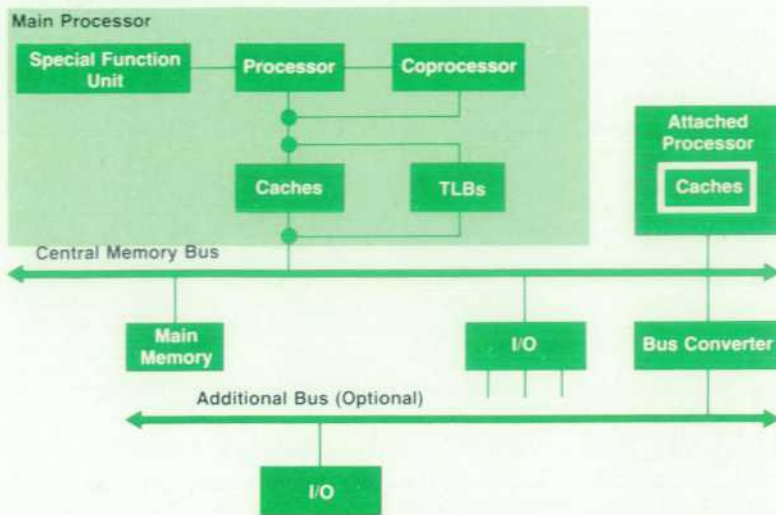 Main Processor
Special Function
Unit
Processor
Coprocessor
Attached
Processor
Caches
Caches
TLBs
Central Memory Bus
Main
Memory
I/O
Bus Converter
Additional Bus (Optional)
I/O